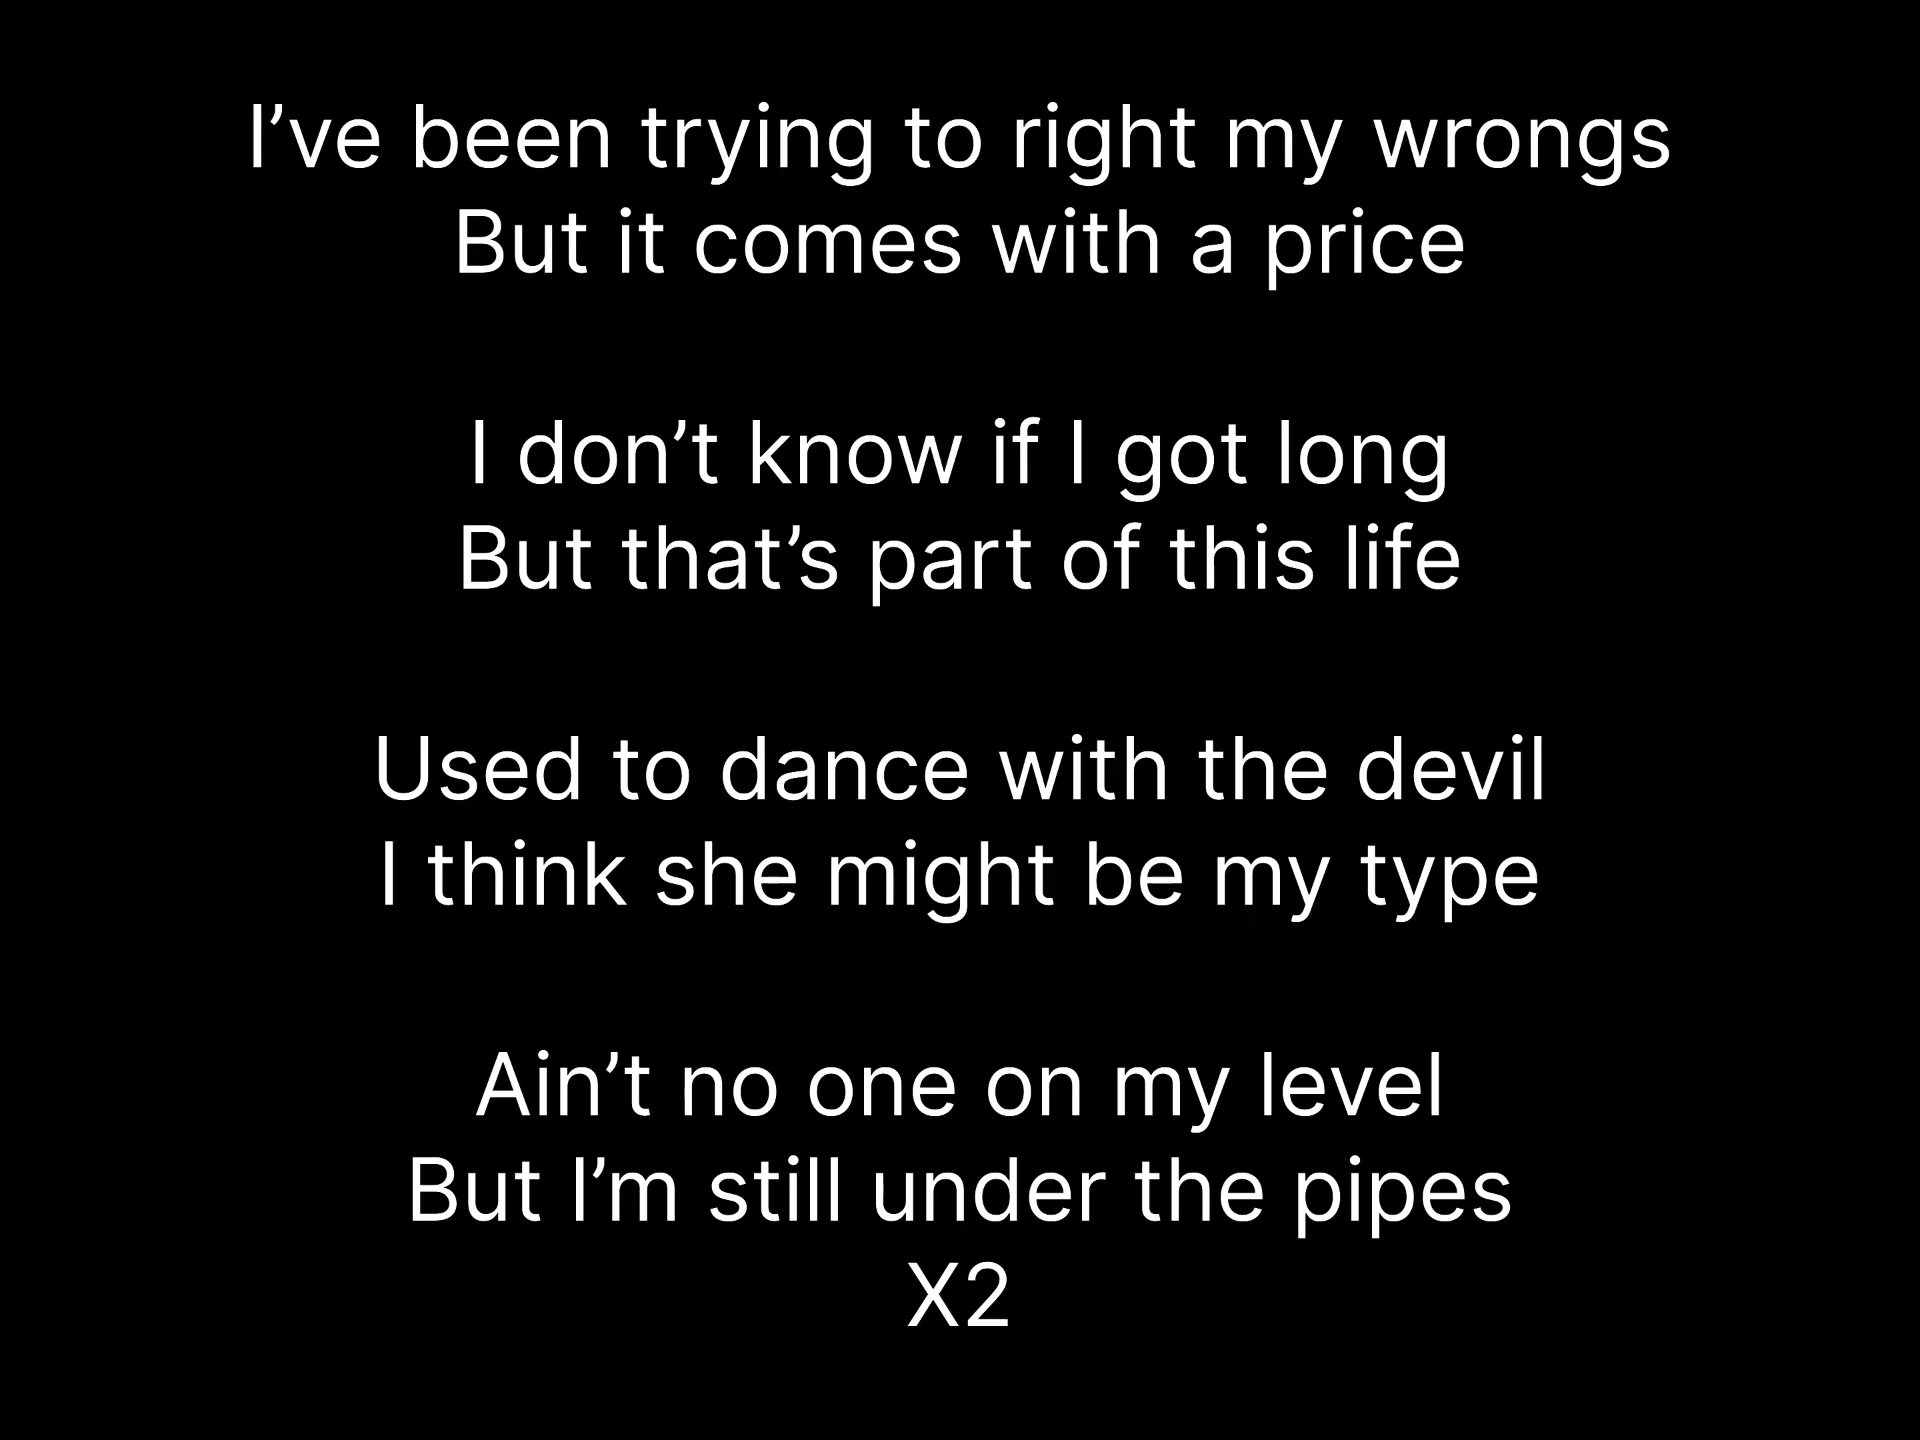 I’ve been trying to right my wrongs
But it comes with a price
I don’t know if I got long
But that’s part of this life
Used to dance with the devil
I think she might be my type
Ain’t no one on my level
But I’m still under the pipes
X2